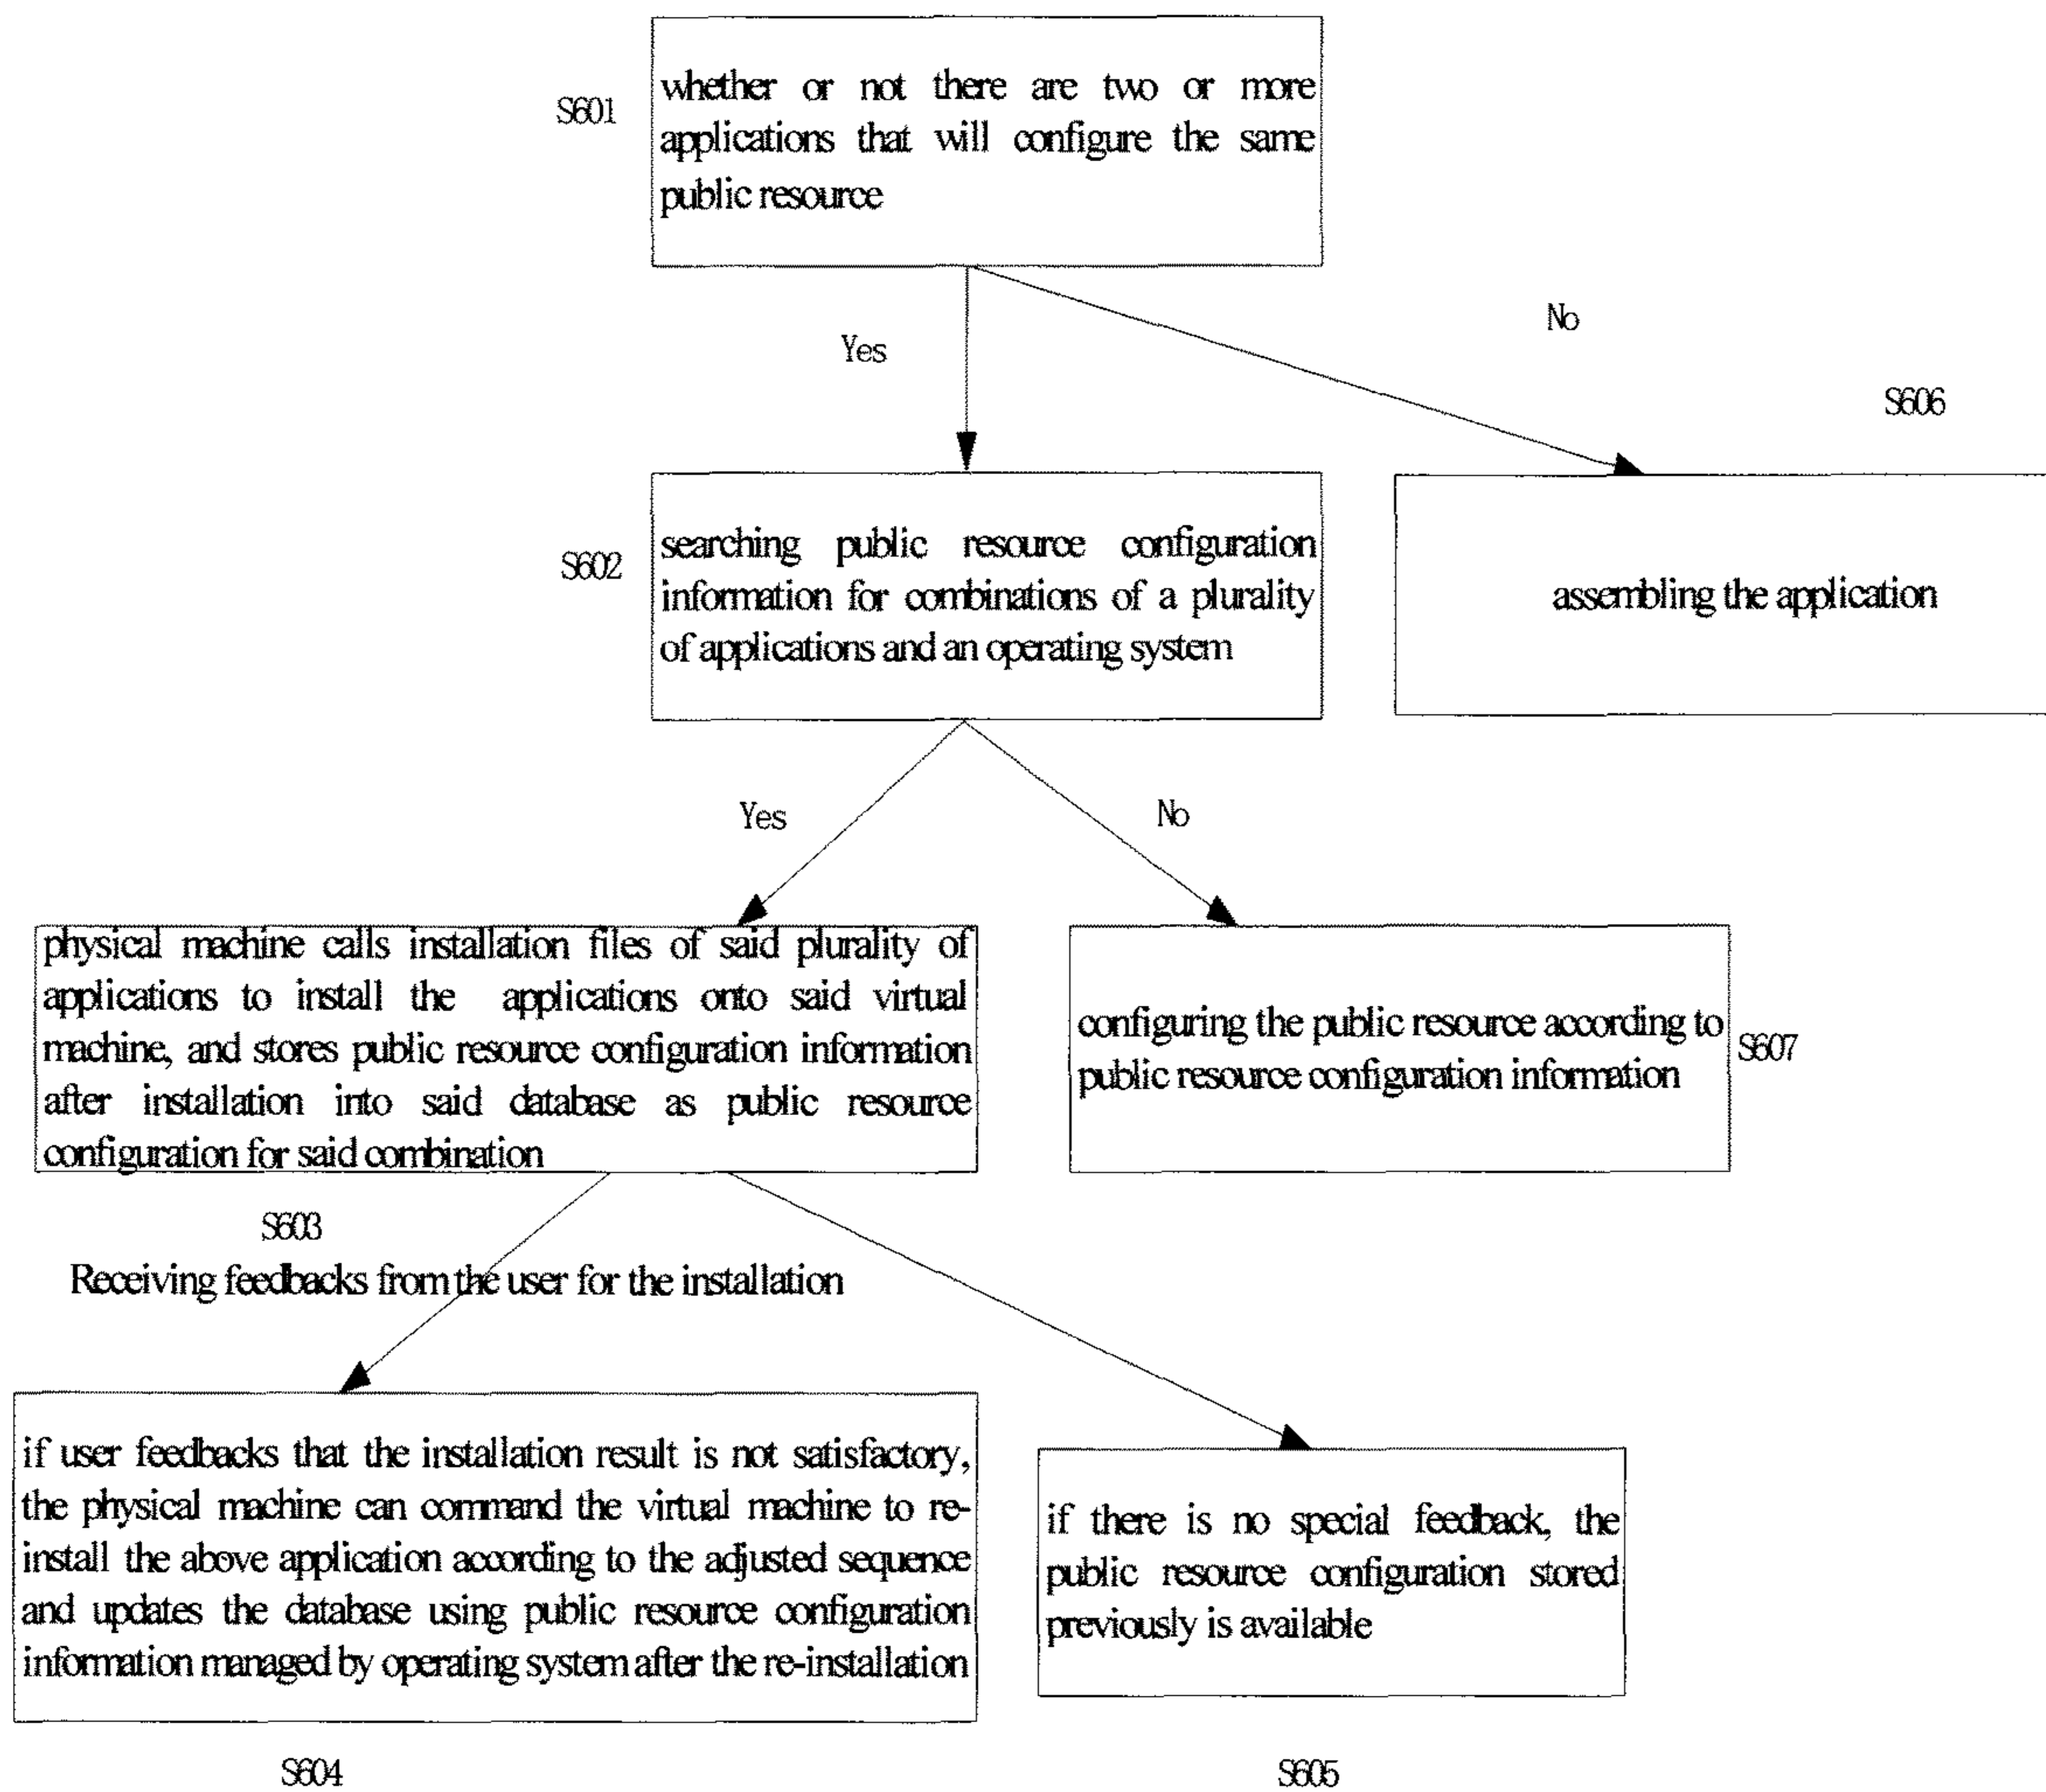 S601
whether or not there are two or more
applications that will configure the same
public resource
Yes
No
S606
S602
searching public resource configuration
information for combinations of a plurality
of applications and an operating system
assembling the application
Yes
No
physical machine calls installation files of said plurality of
applications to install the applications onto said virtual
machine, and stores public resource configuration information
after installation into said database as public resource
configuration for said combination
configuring the public resource according to
public resource configuration information
S607
S603
Receiving feedbacks from the user for the installation
if user feedbacks that the installation result is not satisfactory,
the physical machine can command the virtual machine to re-
install the above application according to the adjusted sequence
and updates the database using public resource configuration
information managed by operating system after the re-installation
if there is no special feedback, the
public resource configuration stored
previously is available
S604
S605